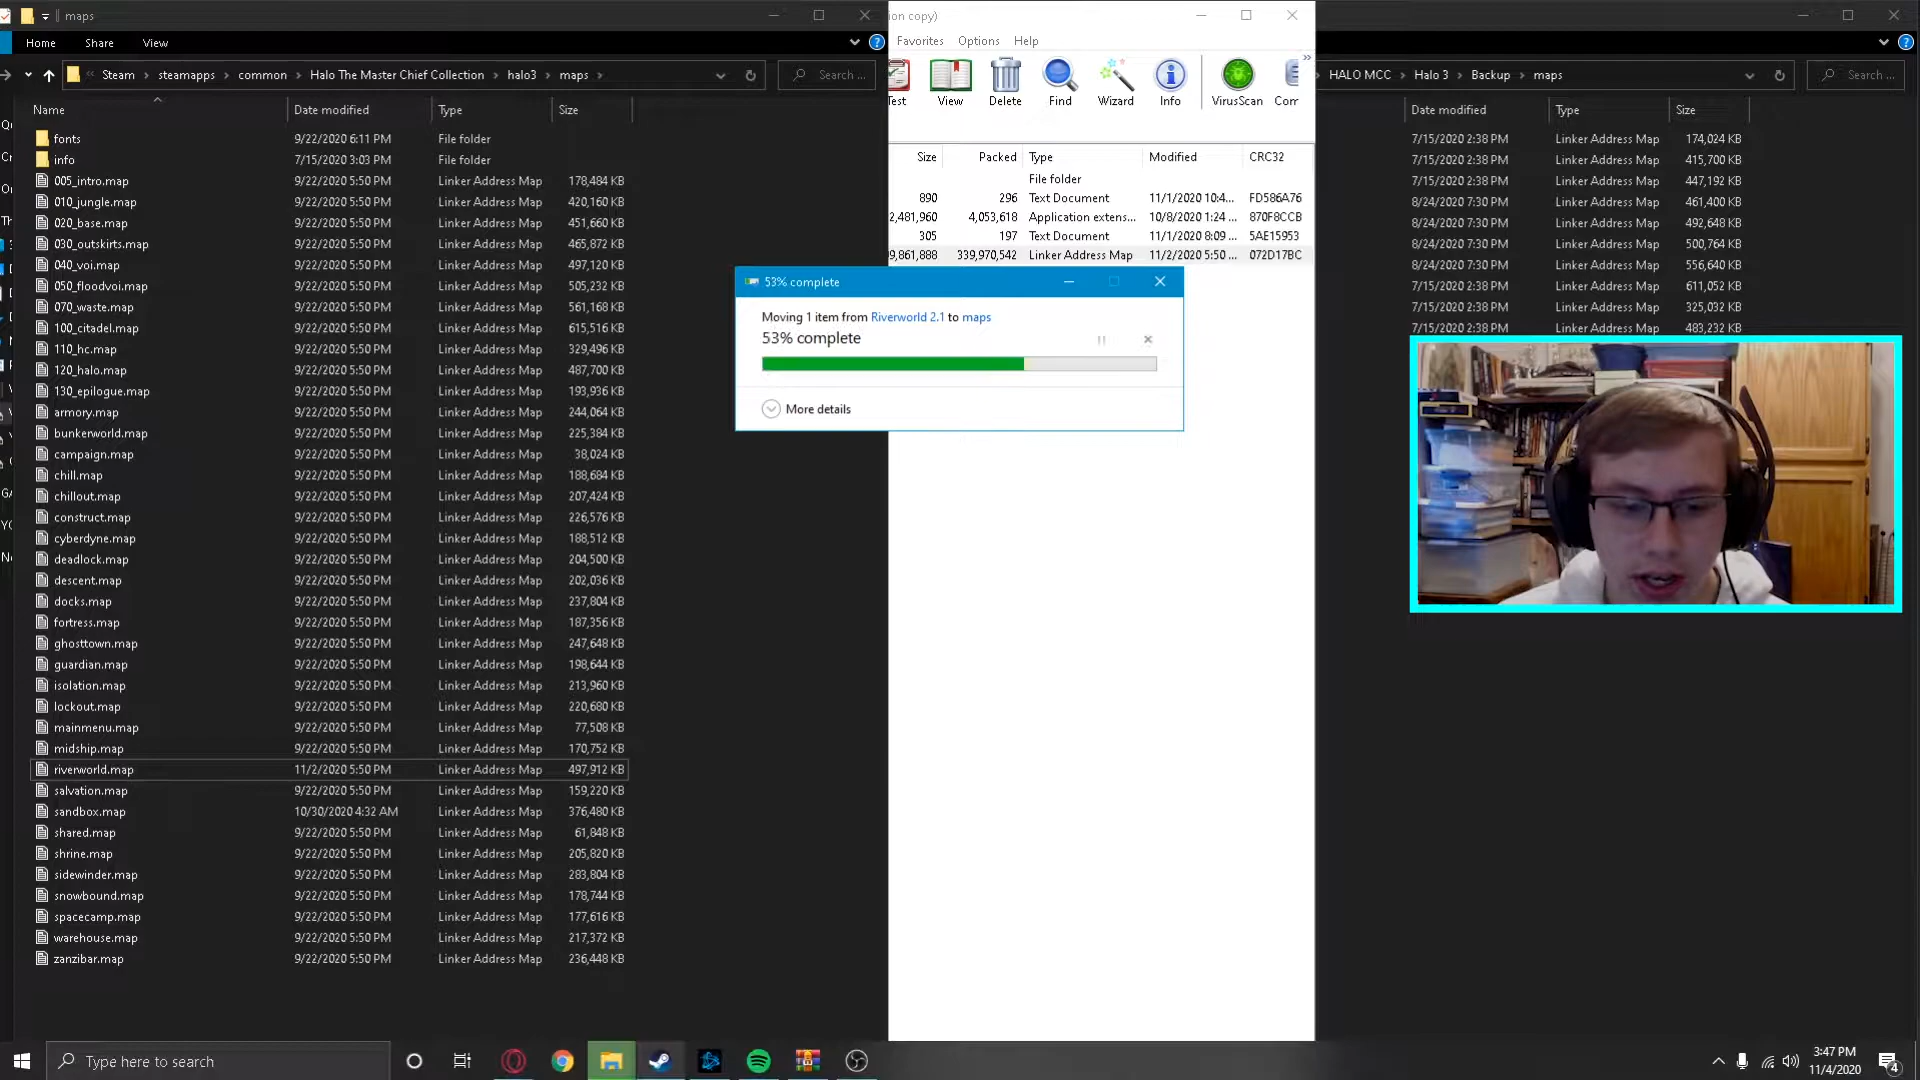 maps
Home Share View
Steam steamapps common Halo The Master Chief Collection halo3 maps Search ...
Name Date modified Type Size
fonts 9/22/2020 6:11 PM File folder
info 7/15/2020 3:03 PM File folder
005_intro.map 9/22/2020 5:50 PM Linker Address Map 178,484 KB
010_jungle.map 9/22/2020 5:50 PM Linker Address Map 420,160 KB
020_base.map 9/22/2020 5:50 PM Linker Address Map 451,660 KB
030_outskirts.map 9/22/2020 5:50 PM Linker Address Map 465,872 KB
040_voi.map 9/22/2020 5:50 PM Linker Address Map 497,120 KB
050_floodvoi.map 9/22/2020 5:50 PM Linker Address Map 505,232 KB
070_waste.map 9/22/2020 5:50 PM Linker Address Map 561,168 KB
100_citadel.map 9/22/2020 5:50 PM Linker Address Map 615,516 KB
110_hc.map 9/22/2020 5:50 PM Linker Address Map 329,496 KB
120_halo.map 9/22/2020 5:50 PM Linker Address Map 487,700 KB
130_epilogue.map 9/22/2020 5:50 PM Linker Address Map 193,936 KB
armory.map 9/22/2020 5:50 PM Linker Address Map 244,064 KB
bunkerworld.map 9/22/2020 5:50 PM Linker Address Map 225,384 KB
campaign.map 9/22/2020 5:50 PM Linker Address Map 38,024 KB
chill.map 9/22/2020 5:50 PM Linker Address Map 188,684 KB
chillout.map 9/22/2020 5:50 PM Linker Address Map 207,424 KB
construct.map 9/22/2020 5:50 PM Linker Address Map 226,576 KB
cyberdyne.map 9/22/2020 5:50 PM Linker Address Map 188,512 KB
deadlock.map 9/22/2020 5:50 PM Linker Address Map 204,500 KB
descent.map 9/22/2020 5:50 PM Linker Address Map 202,036 KB
docks.map 9/22/2020 5:50 PM Linker Address Map 237,804 KB
fortress.map 9/22/2020 5:50 PM Linker Address Map 187,356 KB
ghosttown.map 9/22/2020 5:50 PM Linker Address Map 247,648 KB
guardian.map 9/22/2020 5:50 PM Linker Address Map 198,644 KB
isolation.map 9/22/2020 5:50 PM Linker Address Map 213,960 KB
lockout.map 9/22/2020 5:50 PM Linker Address Map 220,680 KB
mainmenu.map 9/22/2020 5:50 PM Linker Address Map 77,508 KB
midship.map 9/22/2020 5:50 PM Linker Address Map 170,752 KB
riverworld.map 11/2/2020 5:50 PM Linker Address Map 497,912 KB
salvation.map 9/22/2020 5:50 PM Linker Address Map 159,220 KB
sandbox.map 10/30/2020 4:32 AM Linker Address Map 376,480 KB
shared.map 9/22/2020 5:50 PM Linker Address Map 61,848 KB
shrine.map 9/22/2020 5:50 PM Linker Address Map 205,820 KB
sidewinder.map 9/22/2020 5:50 PM Linker Address Map 283,804 KB
snowbound.map 9/22/2020 5:50 PM Linker Address Map 178,744 KB
spacecamp.map 9/22/2020 5:50 PM Linker Address Map 177,616 KB
warehouse.map 9/22/2020 5:50 PM Linker Address Map 217,372 KB
zanzibar.map 9/22/2020 5:50 PM Linker Address Map 236,448 KB
ion copy)
Favorites Options Help
Test View Delete Find Wizard Info VirusScan Com
Size Packed Type Modified CRC32
File folder
890 296 Text Document 11/1/2020 10:4... FD586A76
2,481,960 4,053,618 Application extens... 10/8/2020 1:24 ... 870F8CCB
305 197 Text Document 11/1/2020 8:09 ... 5AE15953
9,861,888 339,970,542 Linker Address Map 11/2/2020 5:50 ... 072D17BC
53% complete
Moving 1 item from Riverworld 2.1 to maps
53% complete
More details
HALO MCC Halo 3 Backup maps Search ...
Date modified Type Size
7/15/2020 2:38 PM Linker Address Map 174,024 KB
7/15/2020 2:38 PM Linker Address Map 415,700 KB
7/15/2020 2:38 PM Linker Address Map 447,192 KB
8/24/2020 7:30 PM Linker Address Map 461,400 KB
8/24/2020 7:30 PM Linker Address Map 492,648 KB
8/24/2020 7:30 PM Linker Address Map 500,764 KB
8/24/2020 7:30 PM Linker Address Map 556,640 KB
7/15/2020 2:38 PM Linker Address Map 611,052 KB
7/15/2020 2:38 PM Linker Address Map 325,032 KB
7/15/2020 2:38 PM Linker Address Map 483,232 KB
Type here to search
3:47 PM
11/4/2020
4